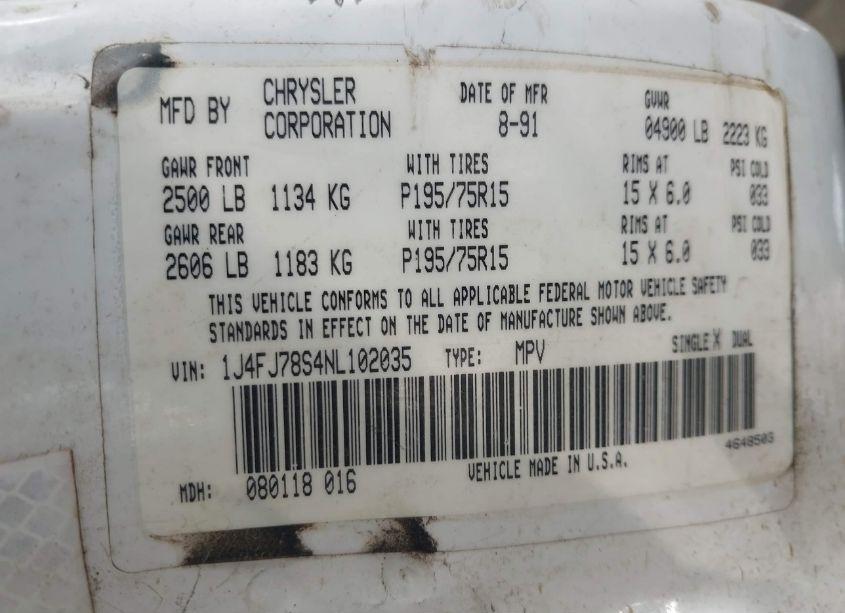 MFD BY CHRYSLER CORPORATION DATE OF MFR 8-91 GVWR 04900 LB 2223 KG
GAWR FRONT WITH TIRES RIMS AT PSI COLD
2500 LB 1134 KG P195/75R15 15 X 6.0 033
GAWR REAR WITH TIRES RIMS AT PSI COLD
2606 LB 1183 KG P195/75R15 15 X 6.0 033
THIS VEHICLE CONFORMS TO ALL APPLICABLE FEDERAL MOTOR VEHICLE SAFETY
STANDARDS IN EFFECT ON THE DATE OF MANUFACTURE SHOWN ABOVE.
VIN: 1J4FJ78S4NL102035 TYPE: MPV SINGLE X DUAL
4648503
MDH: 080118 016 VEHICLE MADE IN U.S.A.